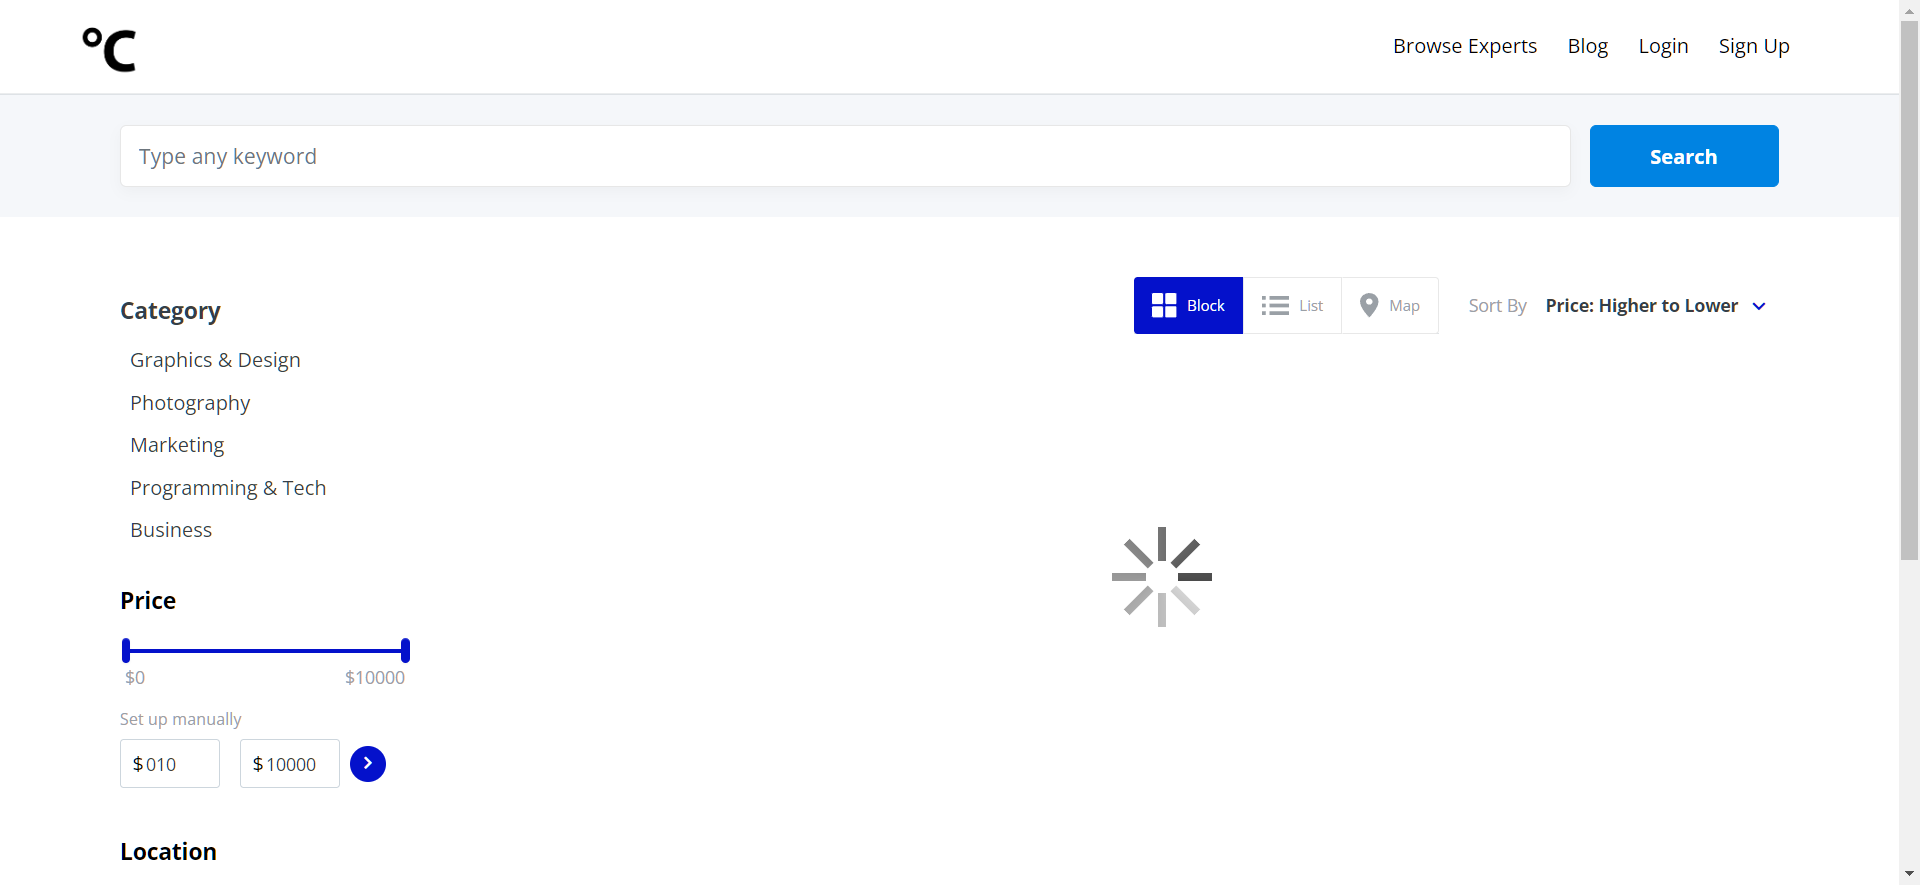 °C
Browse Experts Blog Login Sign Up
Type any keyword
Search
Block List Map Sort By Price: Higher to Lower
Category
Graphics & Design
Photography
Marketing
Programming & Tech
Business
Price
$0 $10000
Set up manually
$010 $10000
Location